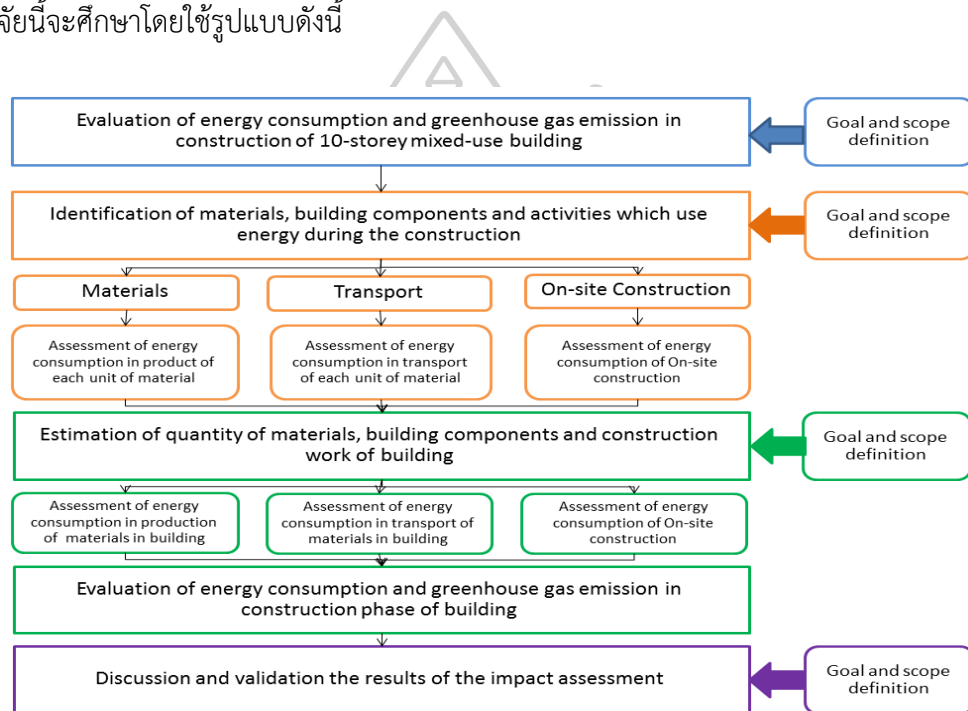 จัยนี้จะศึกษาโดยใช้รูปแบบดังนี้
Evaluation of energy consumption and greenhouse gas emission in
construction of 10-storey mixed-use building
Goal and scope
definition
Identification of materials, building components and activities which use
energy during the construction
Goal and scope
definition
Materials
Transport
On-site Construction
Assessment of energy
consumption in product of
each unit of material
Assessment of energy
consumption in transport
of each unit of material
Assessment of energy
consumption of On-site
construction
Estimation of quantity of materials, building components and construction
work of building
Goal and scope
definition
Assessment of energy
consumption in production
of materials in building
Assessment of energy
consumption in transport of
materials in building
Assessment of energy
consumption of On-site
construction
Evaluation of energy consumption and greenhouse gas emission in
construction phase of building
Discussion and validation the results of the impact assessment
Goal and scope
definition